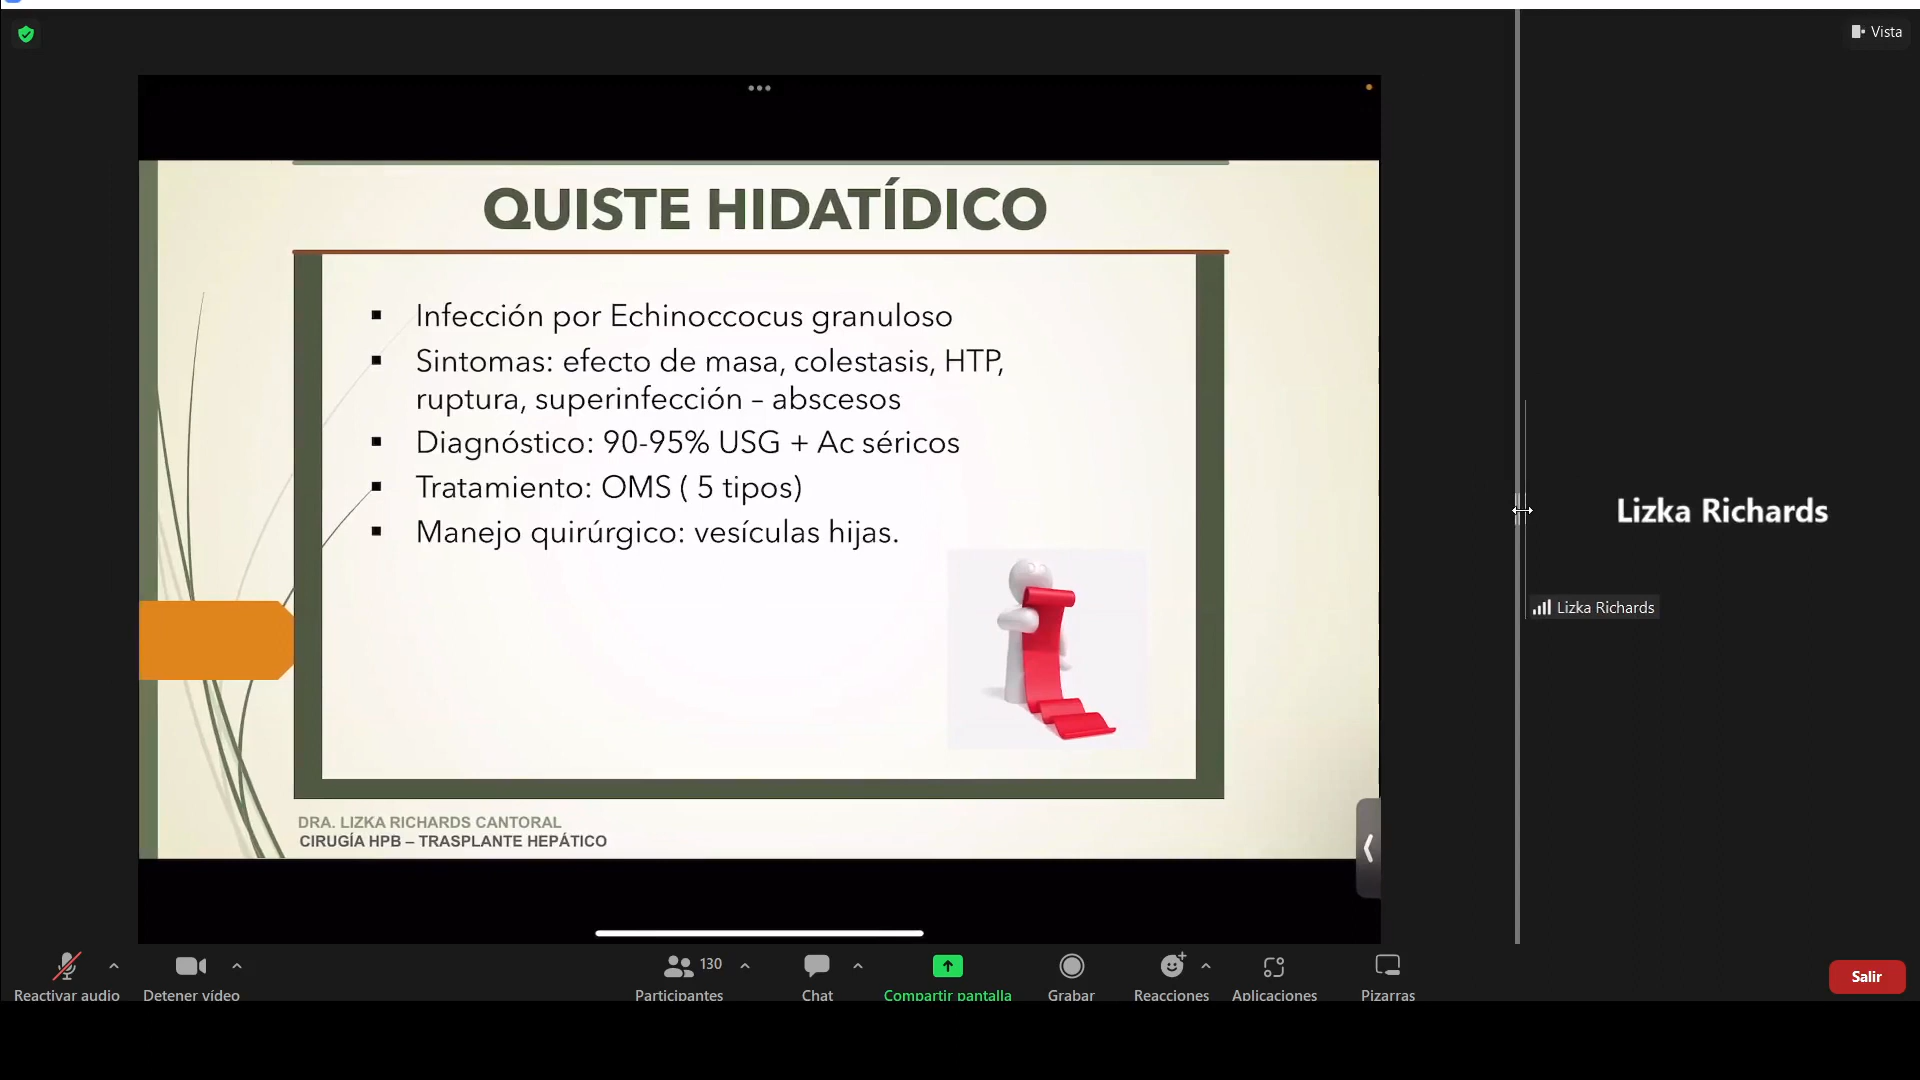 Vista
QUISTE HIDATÍDICO
▪ Infección por Echinoccocus granuloso
▪ Sintomas: efecto de masa, colestasis, HTP,
ruptura, superinfección – abscesos
▪ Diagnóstico: 90-95% USG + Ac séricos
▪ Tratamiento: OMS ( 5 tipos)
▪ Manejo quirúrgico: vesículas hijas.
Lizka Richards
Lizka Richards
DRA. LIZKA RICHARDS CANTORAL
CIRUGÍA HPB – TRASPLANTE HEPÁTICO
130
Reactivar audio
Detener vídeo
Participantes
Chat
Compartir pantalla
Grabar
Reacciones
Aplicaciones
Pizarras
Salir